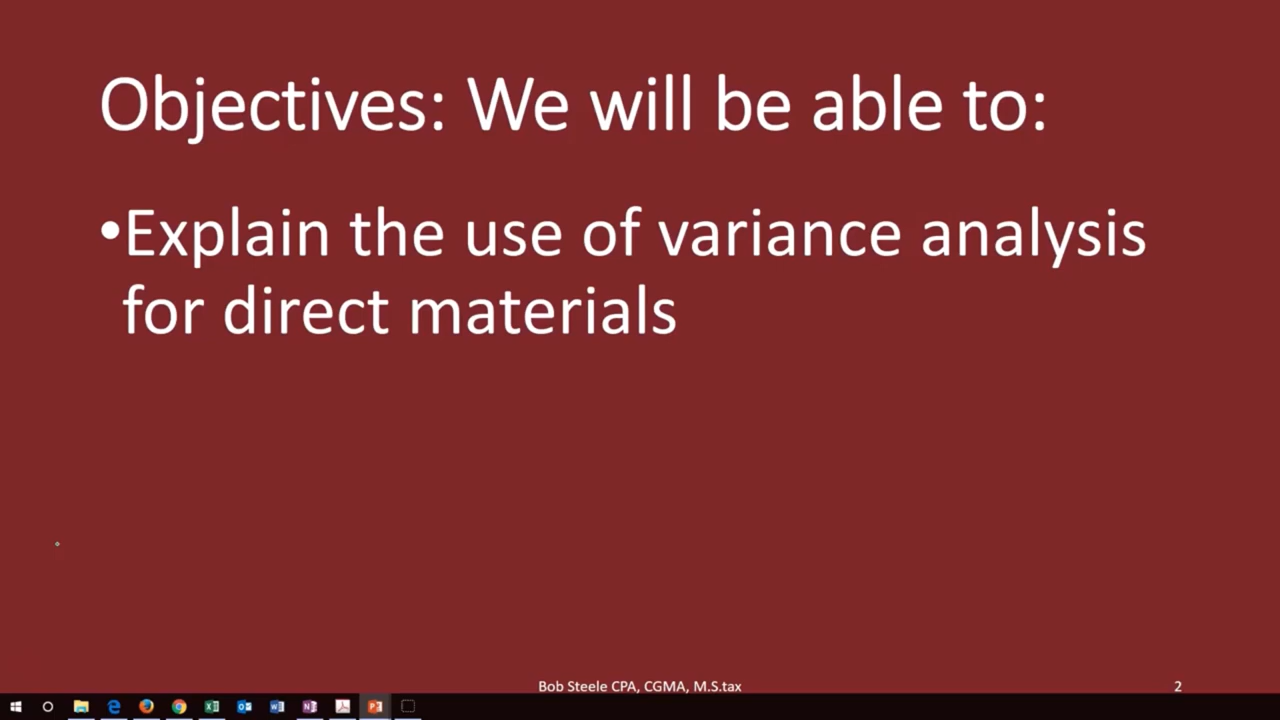 Objectives: We will be able to:
•Explain the use of variance analysis
for direct materials
Bob Steele CPA, CGMA, M.S.tax
2